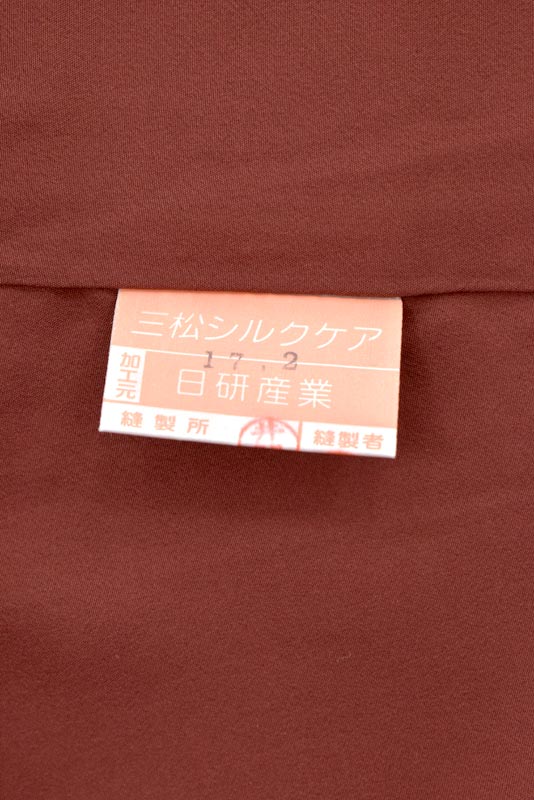 三松シルクケア
17.2
加工元
日研産業
縫製所
縫製者